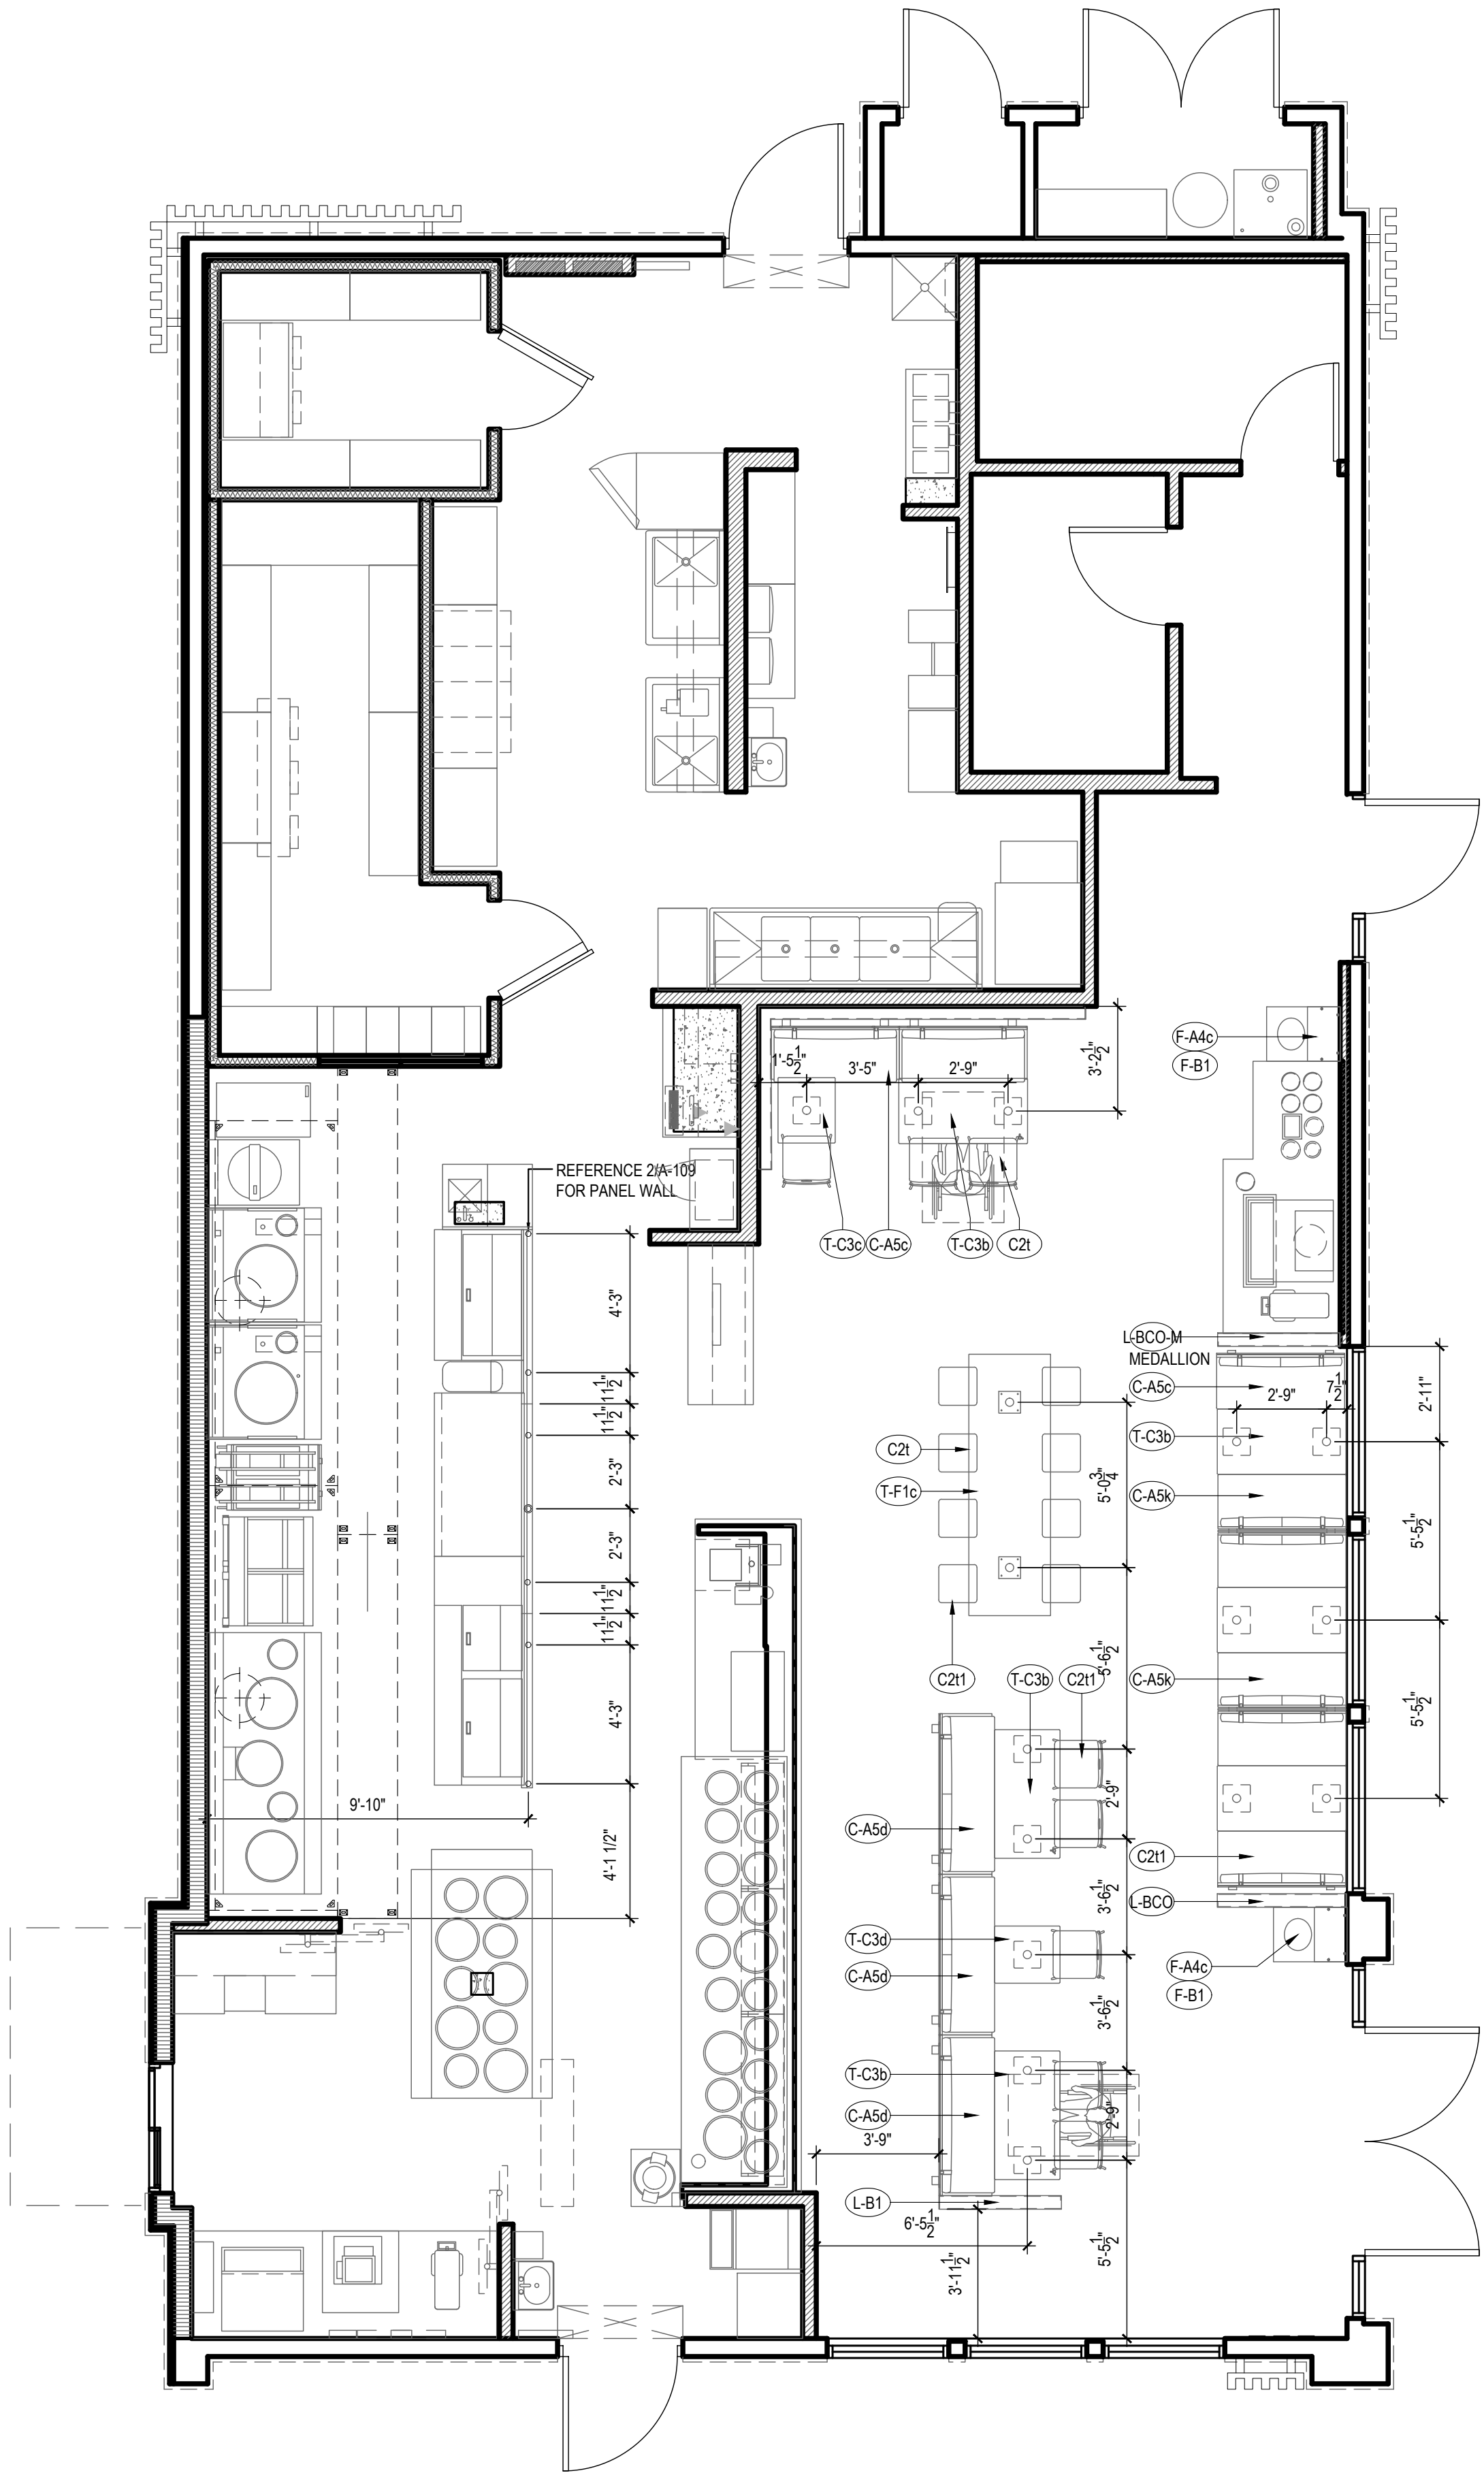 1'-5 1/2"
3'-5"
2'-9"
3'-2 1/2"
F-A4c
F-B1
REFERENCE 2/A-109
FOR PANEL WALL
T-C3c
C-A5c
T-C3b
C2t
4'-3"
11 1/2"
11 1/2"
2'-3"
2'-3"
11 1/2"
11 1/2"
4'-3"
4'-1 1/2"
9'-10"
L-BCO-M
MEDALLION
C-A5c
2'-9"
7 1/2"
2'-11"
T-C3b
C2t
T-F1c
5'-0 3/4"
C-A5k
5'-5 1/2"
C2t1
T-C3b
C2t1
5'-6 1/2"
C-A5k
5'-5 1/2"
2'-9"
C-A5d
C2t1
3'-6 1/2"
L-BCO
T-C3d
C-A5d
F-A4c
F-B1
3'-6 1/2"
T-C3b
C-A5d
2'-9"
3'-9"
L-B1
6'-5 1/2"
3'-11 1/2"
5'-5 1/2"